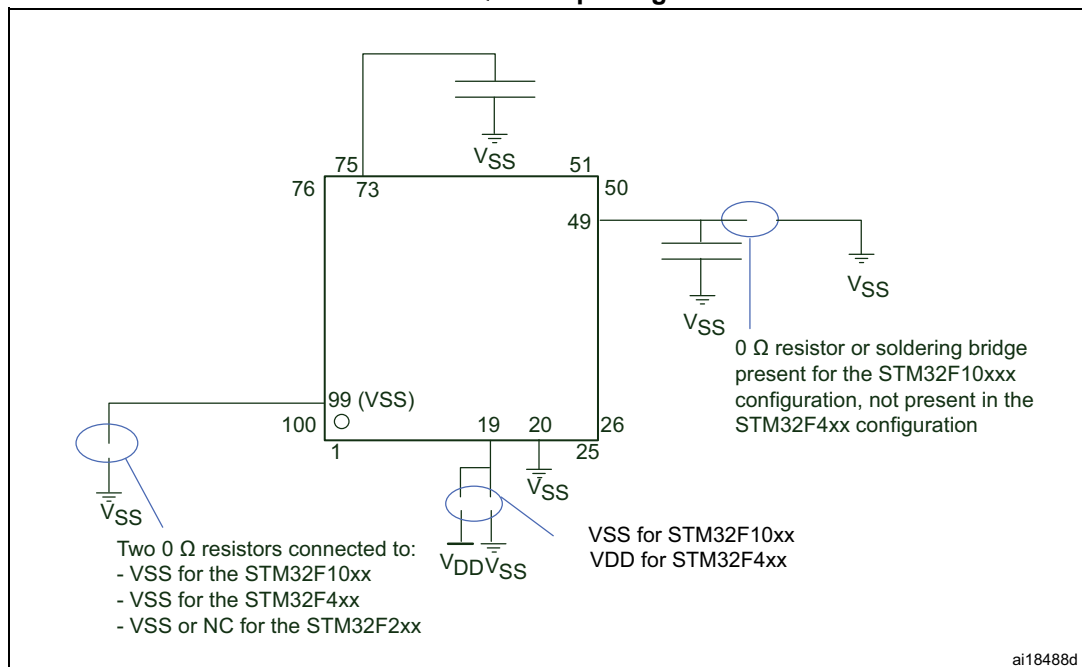 VSS
75
51
76
73
50
49
VSS
VSS
0 Ω resistor or soldering bridge
present for the STM32F10xxx
configuration, not present in the
STM32F4xx configuration
99 (VSS)
100
19
20
26
1
25
VSS
VSS
VDD VSS
VSS for STM32F10xx
VDD for STM32F4xx
Two 0 Ω resistors connected to:
- VSS for the STM32F10xx
- VSS for the STM32F4xx
- VSS or NC for the STM32F2xx
ai18488d